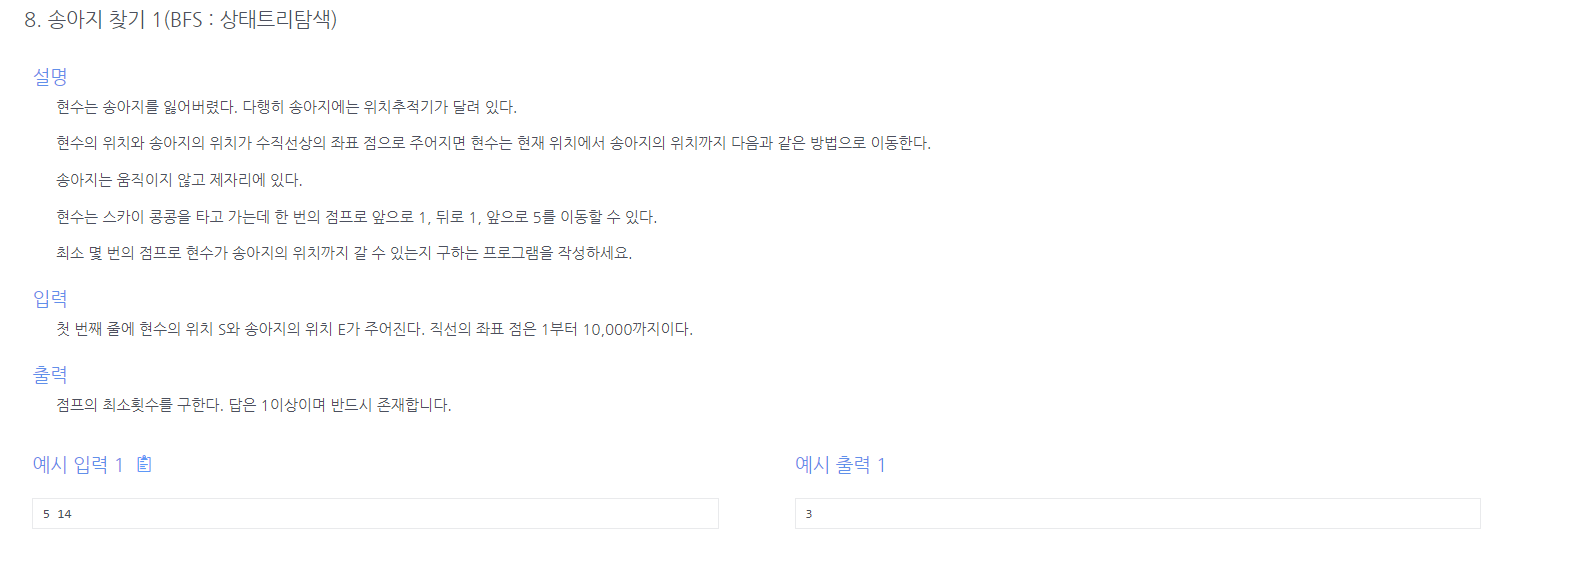 8. 송아지 찾기 1(BFS : 상태트리탐색)
설명
현수는 송아지를 잃어버렸다. 다행히 송아지에는 위치추적기가 달려 있다.
현수의 위치와 송아지의 위치가 수직선상의 좌표 점으로 주어지면 현수는 현재 위치에서 송아지의 위치까지 다음과 같은 방법으로 이동한다.
송아지는 움직이지 않고 제자리에 있다.
현수는 스카이 콩콩을 타고 가는데 한 번의 점프로 앞으로 1, 뒤로 1, 앞으로 5를 이동할 수 있다.
최소 몇 번의 점프로 현수가 송아지의 위치까지 갈 수 있는지 구하는 프로그램을 작성하세요.
입력
첫 번째 줄에 현수의 위치 S와 송아지의 위치 E가 주어진다. 직선의 좌표 점은 1부터 10,000까지이다.
출력
점프의 최소횟수를 구한다. 답은 1이상이며 반드시 존재합니다.
예시 입력 1
5 14
예시 출력 1
3